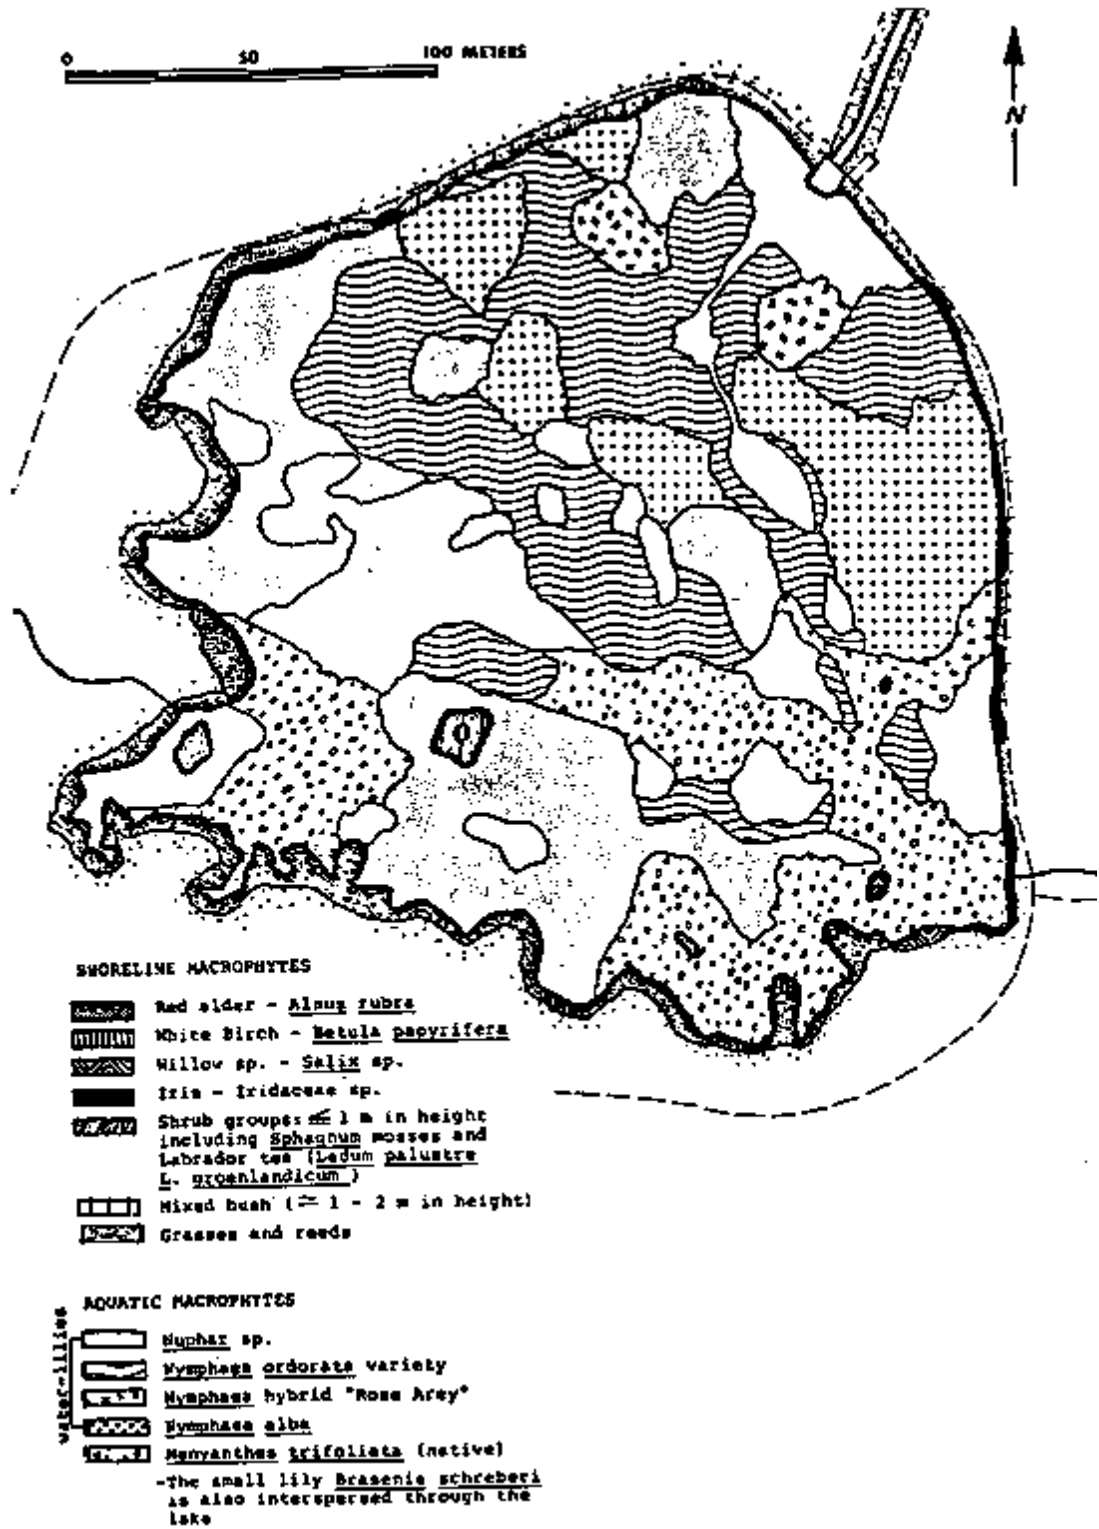 0 50 100 METERS
N
SHORELINE MACROPHYTES
Red alder - Alnus rubra
White Birch - Betula papyrifera
Willow sp. - Salix sp.
Iris - Iridaceae sp.
Shrub groups ≃ 1 m in height
including Sphagnum mosses and
Labrador tea (Ledum palustre
L. groenlandicum)
Mixed bush (≃ 1 - 2 m in height)
Grasses and reeds
AQUATIC MACROPHYTES
water-lilies
Nuphar sp.
Nymphaea ordorata variety
Nymphaea hybrid "Rose Arey"
Nymphaea alba
Menyanthes trifoliata (native)
-The small lily Brasenia schreberi
is also interspersed through the
lake